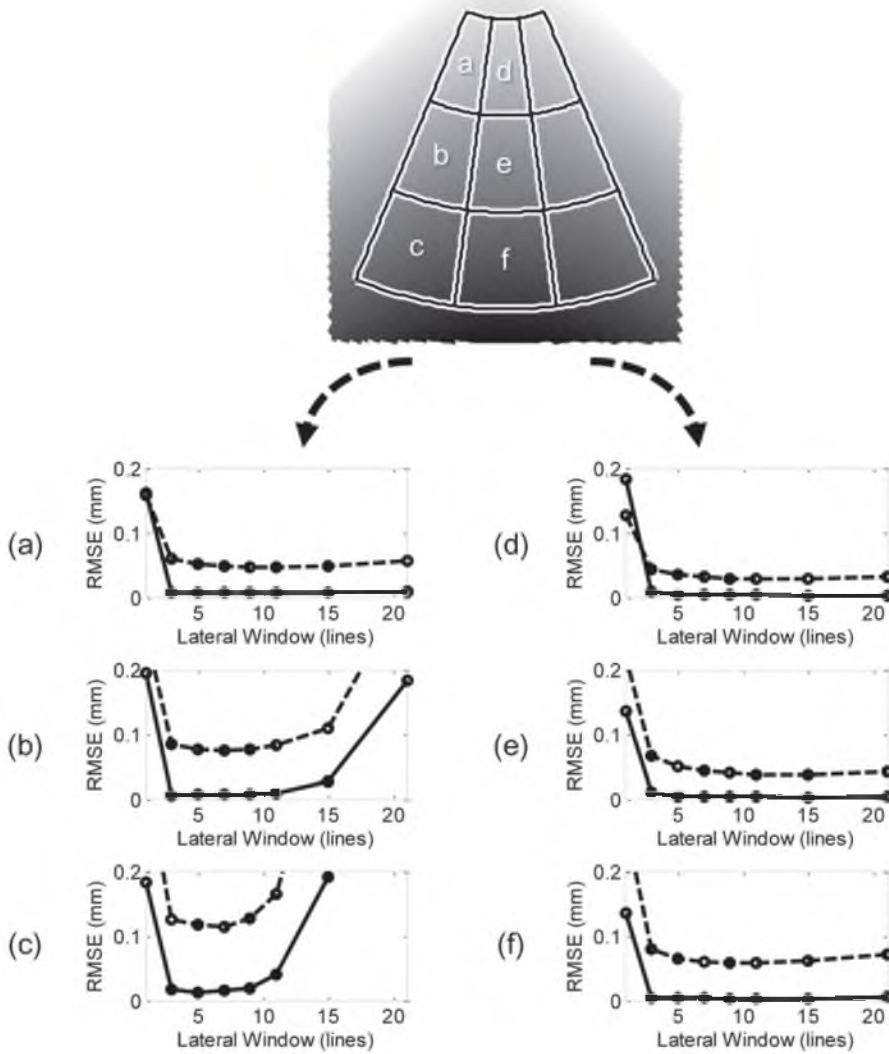 a d
b e
c f
(a)
0.2
0.1
0
RMSE (mm)
5 10 15 20
Lateral Window (lines)
(d)
0.2
0.1
0
RMSE (mm)
5 10 15 20
Lateral Window (lines)
(b)
0.2
0.1
0
RMSE (mm)
5 10 15 20
Lateral Window (lines)
(e)
0.2
0.1
0
RMSE (mm)
5 10 15 20
Lateral Window (lines)
(c)
0.2
0.1
0
RMSE (mm)
5 10 15 20
Lateral Window (lines)
(f)
0.2
0.1
0
RMSE (mm)
5 10 15 20
Lateral Window (lines)